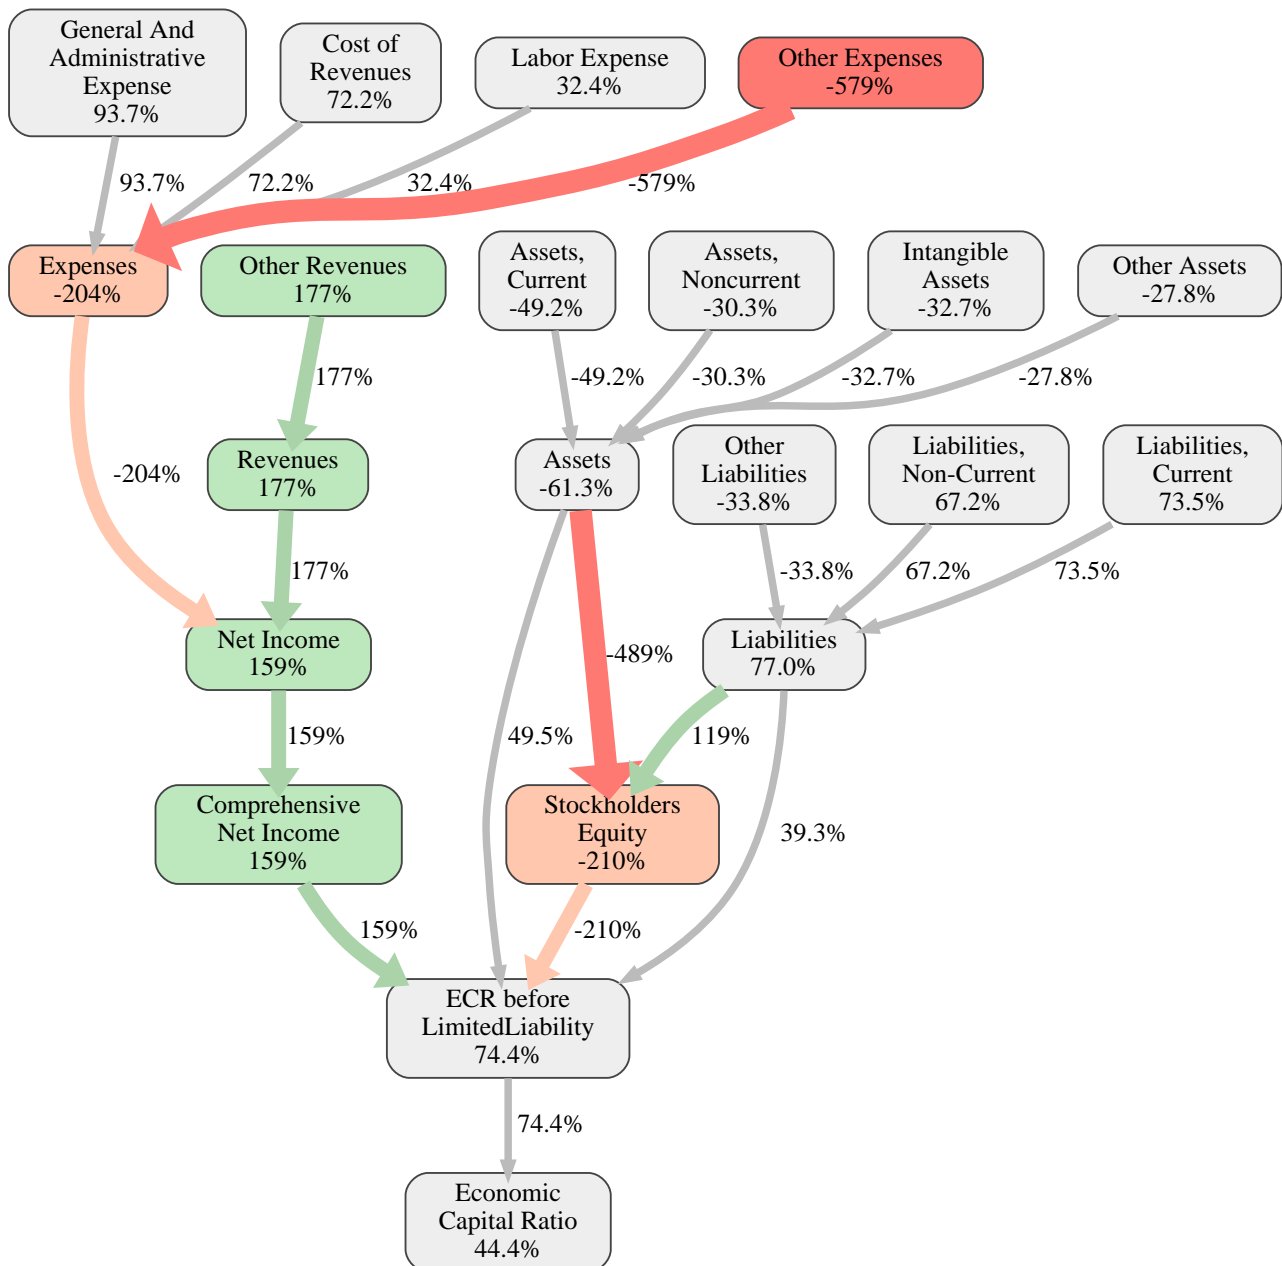 General And
Administrative
Expense
93.7%
Cost of
Revenues
72.2%
Labor Expense
32.4%
Other Expenses
-579%
93.7%
72.2%
32.4%
-579%
Expenses
-204%
Other Revenues
177%
Assets,
Current
-49.2%
Assets,
Noncurrent
-30.3%
Intangible
Assets
-32.7%
Other Assets
-27.8%
177%
-49.2%
-30.3%
-32.7%
-27.8%
-204%
Revenues
177%
Assets
-61.3%
Other
Liabilities
-33.8%
Liabilities,
Non-Current
67.2%
Liabilities,
Current
73.5%
177%
-33.8%
67.2%
73.5%
Net Income
159%
-489%
Liabilities
77.0%
159%
49.5%
119%
39.3%
Comprehensive
Net Income
159%
Stockholders
Equity
-210%
159%
-210%
ECR before
LimitedLiability
74.4%
74.4%
Economic
Capital Ratio
44.4%